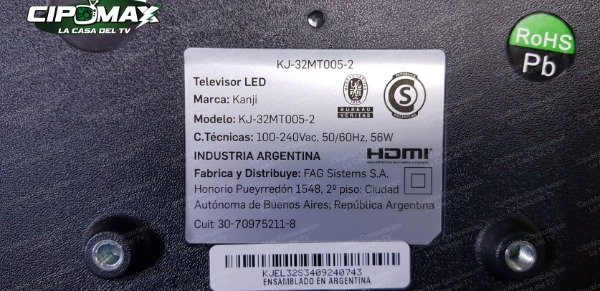 CIPOMAX
LA CASA DEL TV
RoHS
Pb
KJ-32MT005-2
Televisor LED
Marca: Kanji
Modelo: KJ-32MT005-2
C.Técnicas: 100-240Vac, 50/60Hz, 56W
INDUSTRIA ARGENTINA
HDMI
Fabrica y Distribuye: FAG Sistems S.A.
Honorio Pueyrredón 1548, 2º piso; Ciudad
Autónoma de Buenos Aires; República Argentina
Cuit 30-70975211-8
BUREAU
VERITAS
S
KJEL32S3409240743
ENSAMBLADO EN ARGENTINA